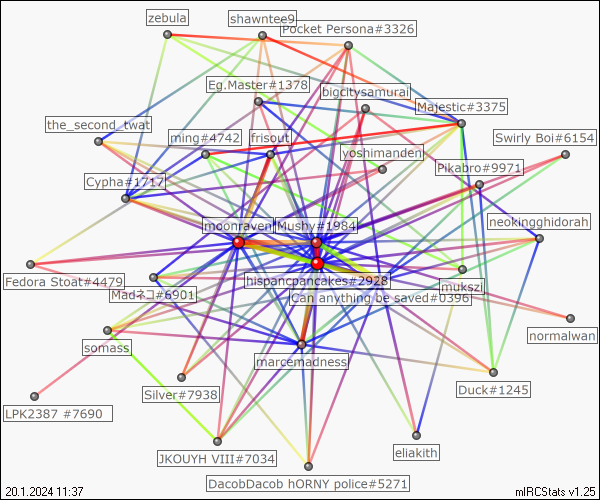 zebula
shawntee9
Pocket Persona#3326
Eg.Master#1378
bigcitysamurai
Majestic#3375
the_second_twat
ming#4742
frisout
yoshimanden
Swirly Boi#6154
Pikabro#9971
Cypha#1717
moonraven
Mushy#1984
neokingghidorah
Fedora Stoat#4479
Madネコ#6901
hispancpancakes#2928
Can anything be saved#0396
mukszi
normalwan
somass
marcemadness
Silver#7938
Duck#1245
LPK2387 #7690
JKOUYH VIII#7034
eliakith
DacobDacob hORNY police#5271
20.1.2024 11:37
mIRCStats v1.25